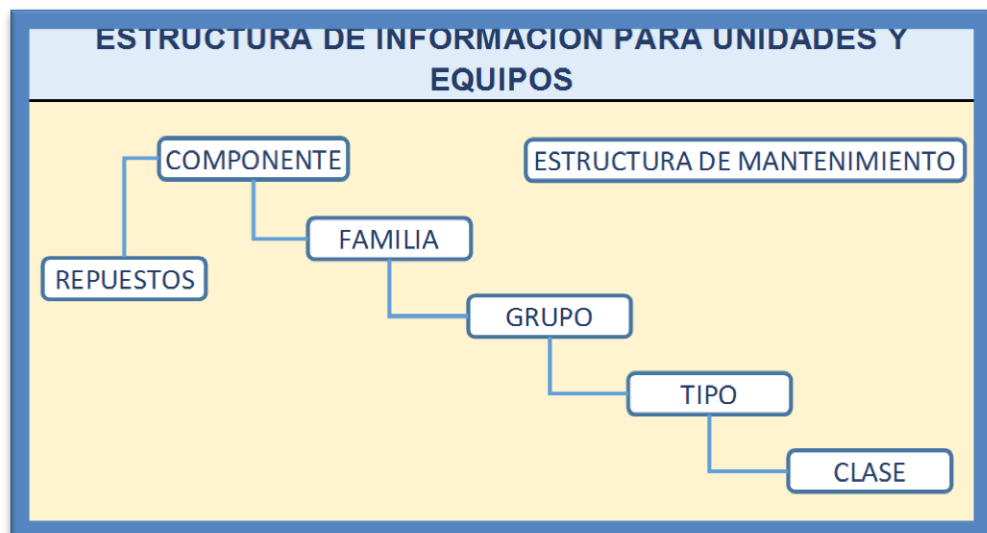 ESTRUCTURA DE INFORMACION PARA UNIDADES Y
EQUIPOS
COMPONENTE
ESTRUCTURA DE MANTENIMIENTO
FAMILIA
REPUESTOS
GRUPO
TIPO
CLASE